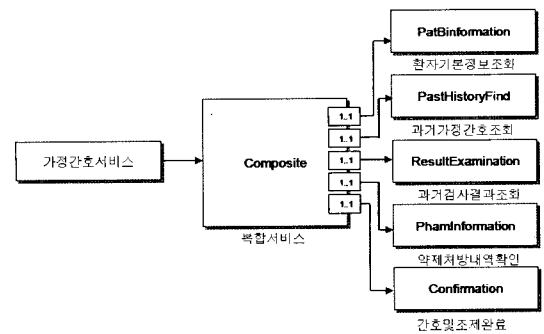 PatBinformation
환자기본정보조회
PastHistoryFind
과거가정간호조회
가정간호서비스
Composite
1..1
1..1
1..1
1..1
1..1
복합서비스
ResultExamination
과거검사결과조회
PhamInformation
약제처방내역확인
Confirmation
간호및조제완료